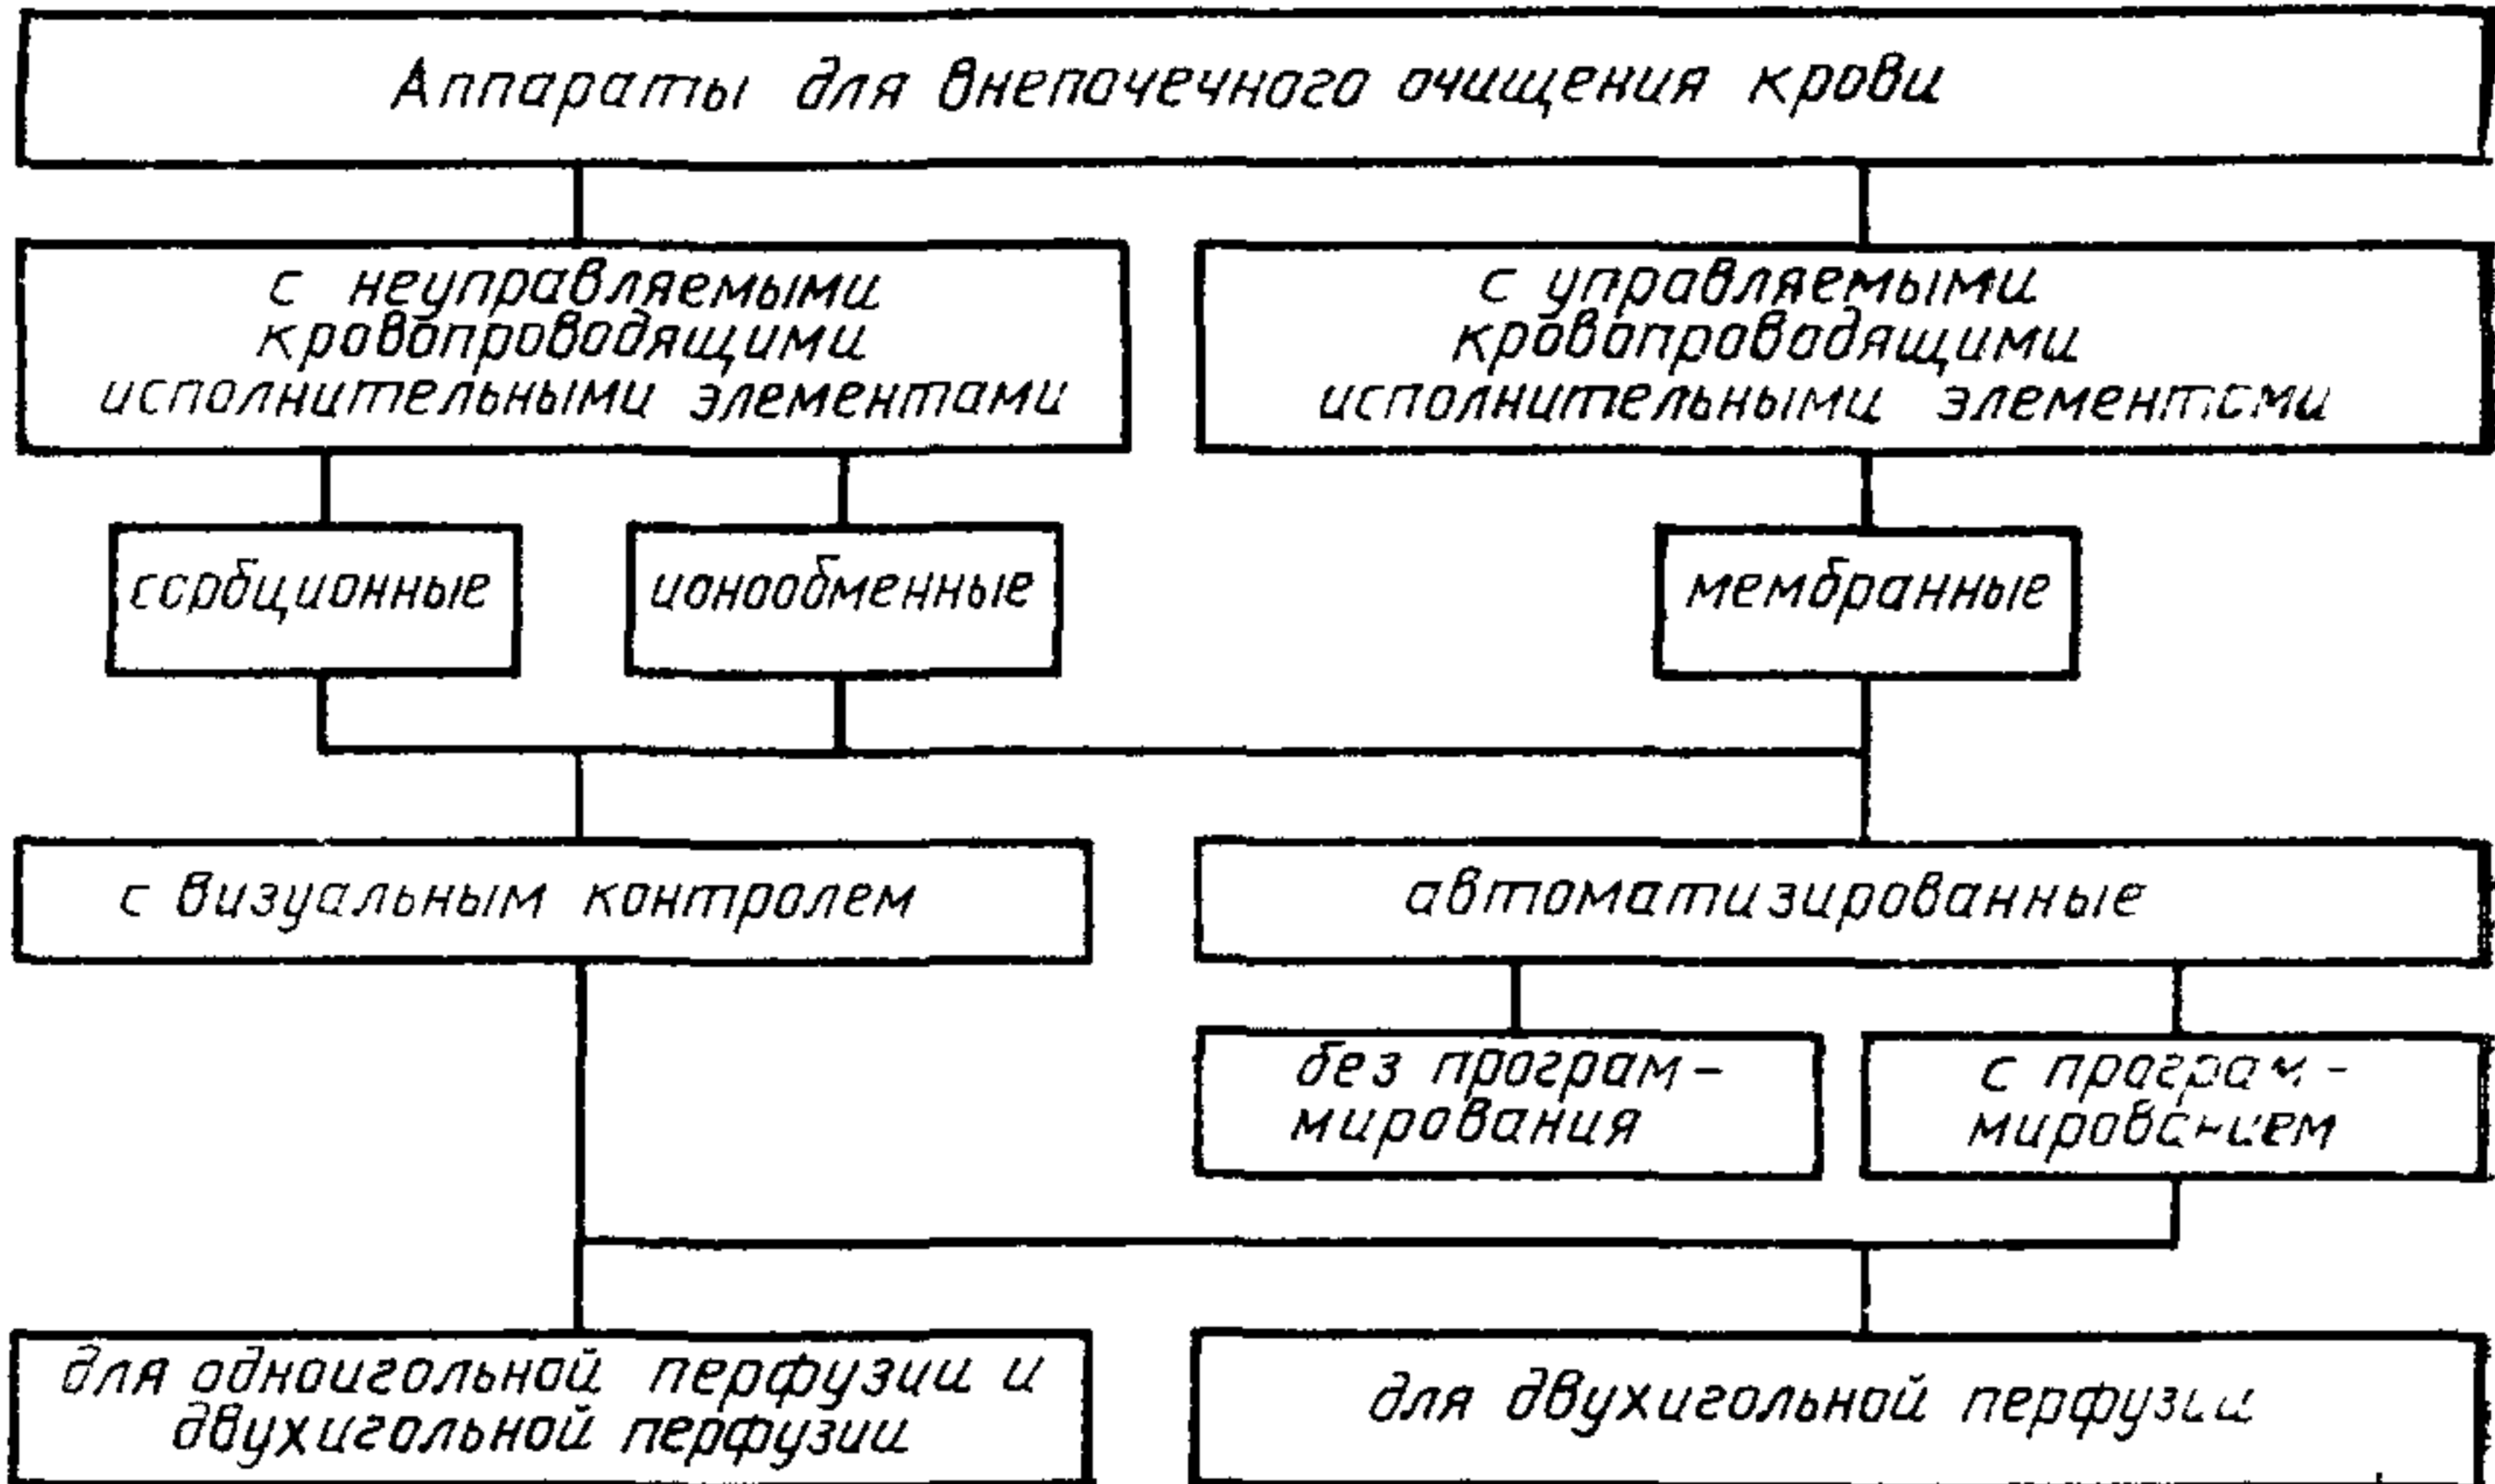 Аппараты для внепочечного очищения крови
с неуправляемыми
кровопроводящими
исполнительными элементами
с управляемыми
кровопроводящими
исполнительными элементами
сорбционные
ионообменные
мембранные
с визуальным контролем
автоматизированные
без програм-
мирования
с програм-
мированием
для одноигольной перфузии и
двухигольной перфузии
для двухигольной перфузии